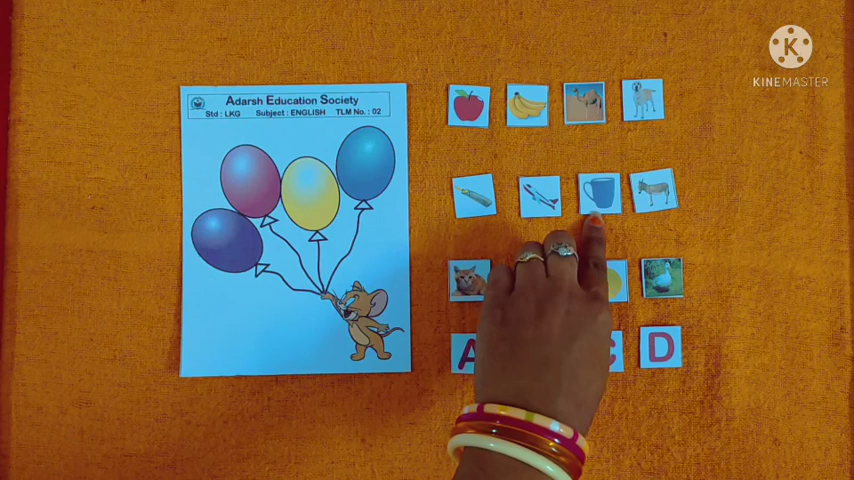 K
KINEMASTER
Adarsh Education Society
Std : LKG Subject : ENGLISH TLM No. : 02
A C D